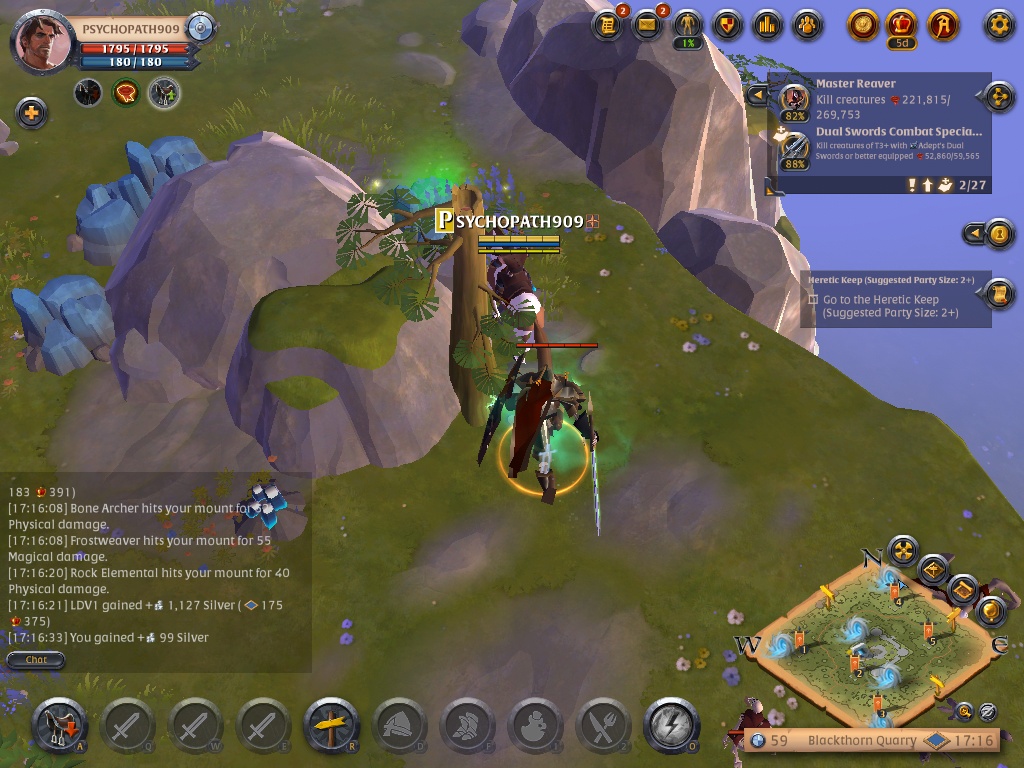 PSYCHOPATH909
1795/1795
180/180
2
2
1%
5d
Master Reaver
Kill creatures 221,815/
269,753
82%
Dual Swords Combat Specia...
Kill creatures of T3+ with Adept's Dual
Swords or better equipped 52,860/59,565
88%
2/27
PSYCHOPATH909
Heretic Keep (Suggested Party Size: 2+)
Go to the Heretic Keep
(Suggested Party Size: 2+)
183 391)
[17:16:08] Bone Archer hits your mount for
Physical damage.
[17:16:08] Frostweaver hits your mount for 55
Magical damage.
[17:16:20] Rock Elemental hits your mount for 40
Physical damage.
[17:16:21] LDV1 gained + 1,127 Silver ( 175
375)
[17:16:33] You gained + 99 Silver
Chat
N
W
E
1
2
3
4
5
A
Q
W
E
R
D
F
1
2
O
59 Blackthorn Quarry 17:16